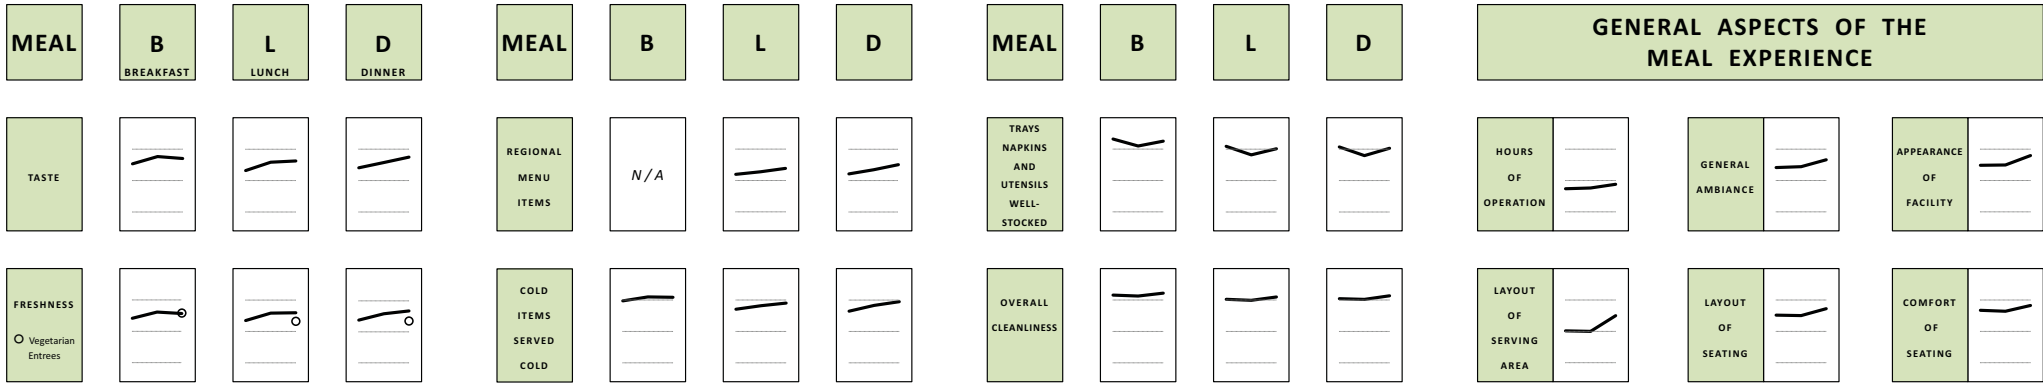 MEAL
B
BREAKFAST
L
LUNCH
D
DINNER
TASTE
FRESHNESS
Vegetarian
Entrees
MEAL
B
L
D
REGIONAL
MENU
ITEMS
N/A
COLD
ITEMS
SERVED
COLD
MEAL
B
L
D
TRAYS
NAPKINS
AND
UTENSILS
WELL-
STOCKED
OVERALL
CLEANLINESS
GENERAL ASPECTS OF THE
MEAL EXPERIENCE
HOURS
OF
OPERATION
GENERAL
AMBIANCE
APPEARANCE
OF
FACILITY
LAYOUT
OF
SERVING
AREA
LAYOUT
OF
SEATING
COMFORT
OF
SEATING